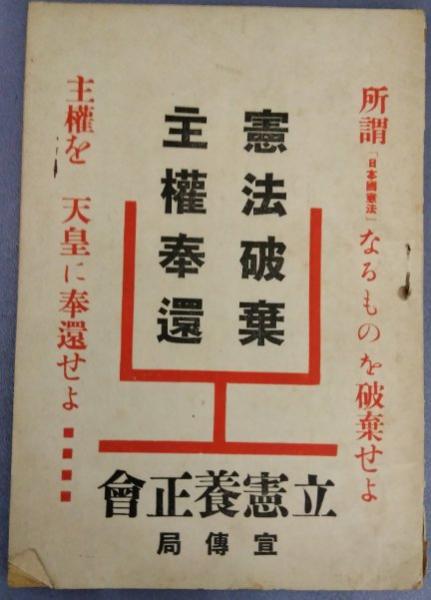 所謂「日本國憲法」なるものを破棄せよ
憲法破棄
主權奉還
主權を 天皇に奉還せよ‥‥
立憲養正會
宣傳局